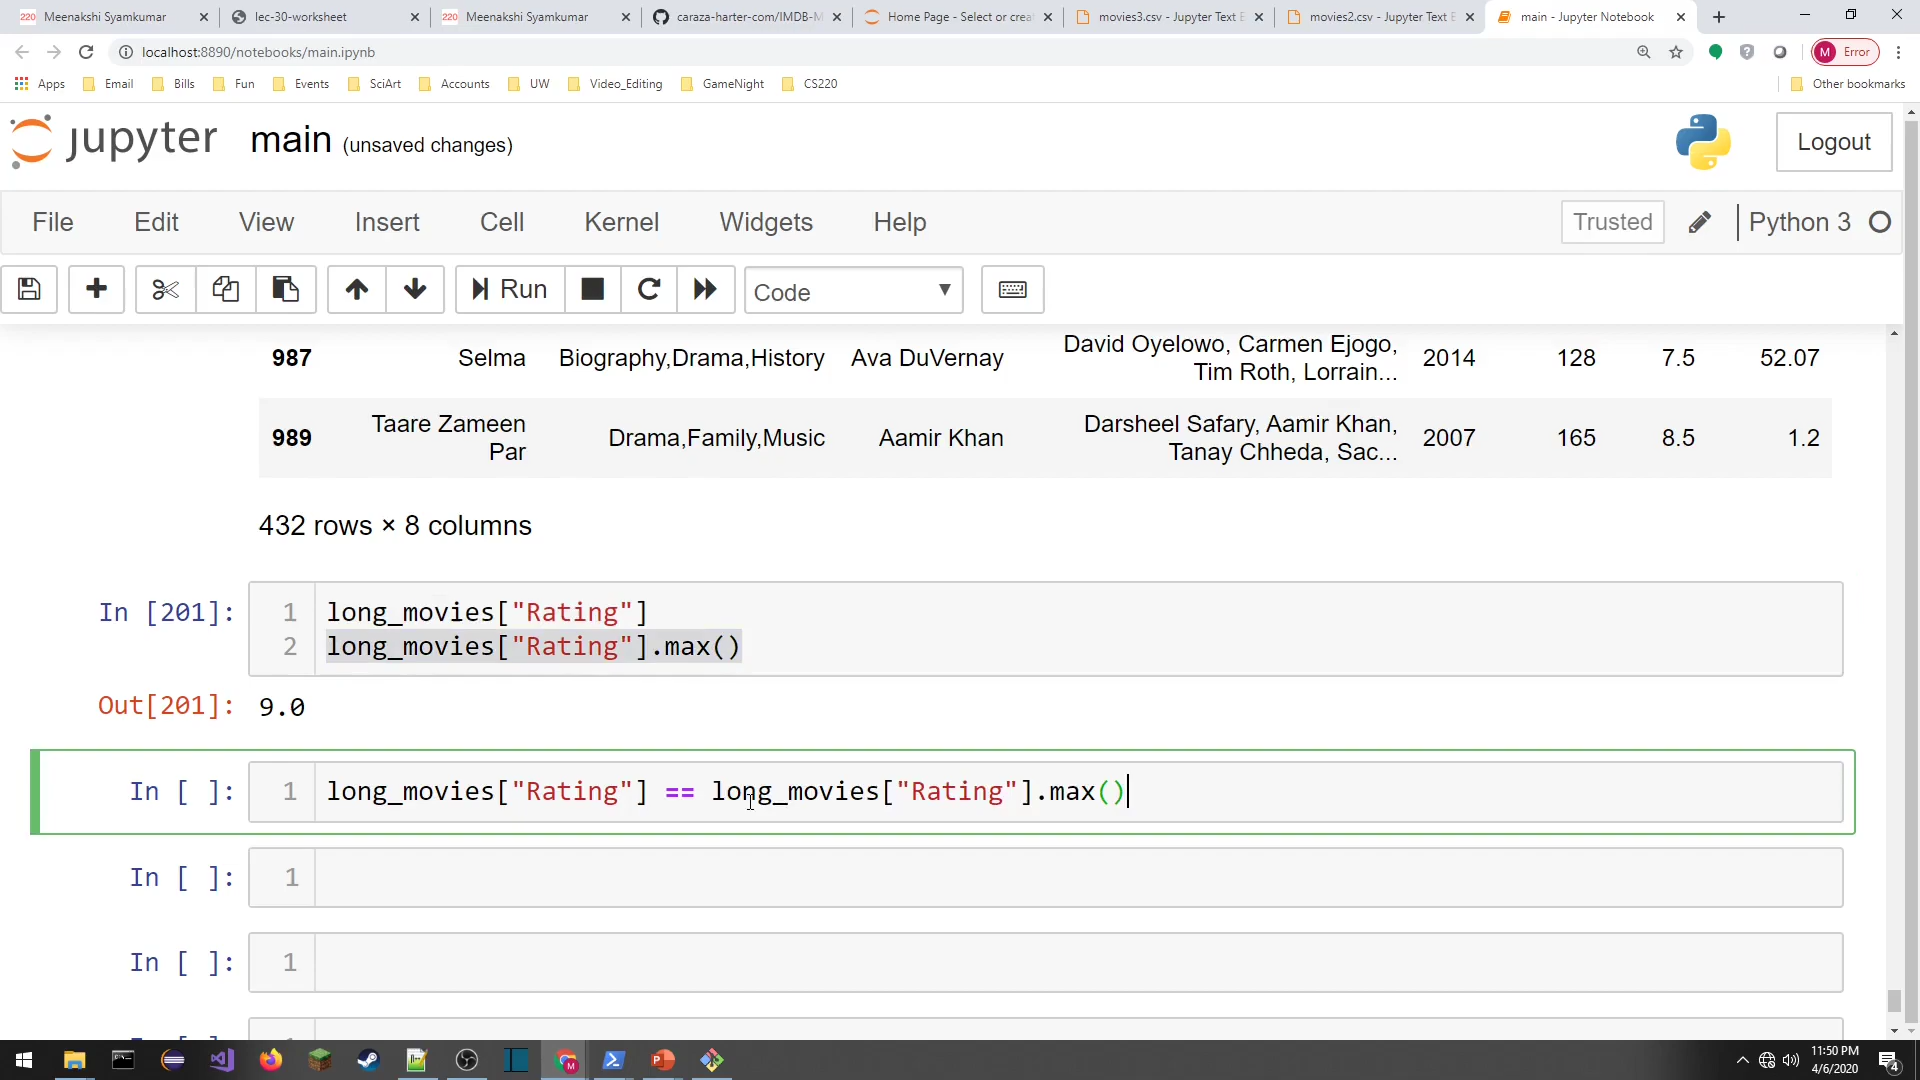 220 Meenakshi Syamkumar
lec-30-worksheet
220 Meenakshi Syamkumar
caraza-harter-com/IMDB-M
Home Page - Select or crea
movies3.csv - Jupyter Text E
movies2.csv - Jupyter Text E
main - Jupyter Notebook
localhost:8890/notebooks/main.ipynb
M Error
Apps Email Bills Fun Events SciArt Accounts UW Video_Editing GameNight CS220 Other bookmarks
jupyter main (unsaved changes) Logout
File Edit View Insert Cell Kernel Widgets Help Trusted Python 3
Run Code
987 Selma Biography,Drama,History Ava DuVernay David Oyelowo, Carmen Ejogo, 2014 128 7.5 52.07
Tim Roth, Lorrain...
989 Taare Zameen Drama,Family,Music Aamir Khan Darsheel Safary, Aamir Khan, 2007 165 8.5 1.2
Par Tanay Chheda, Sac...
432 rows × 8 columns
In [201]: 1 long_movies["Rating"]
2 long_movies["Rating"].max()
Out[201]: 9.0
In [ ]: 1 long_movies["Rating"] == long_movies["Rating"].max()
In [ ]: 1
In [ ]: 1
11:50 PM
4/6/2020
4